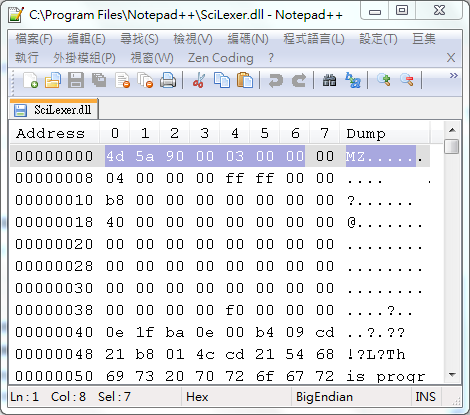 C:\Program Files\Notepad++\SciLexer.dll - Notepad++
檔案(F) 編輯(E) 尋找(S) 檢視(V) 編碼(N) 程式語言(L) 設定(T) 巨集
執行 外掛模組(P) 視窗(W) Zen Coding ? X
SciLexer.dll
Address 0 1 2 3 4 5 6 7 Dump
00000000 4d 5a 90 00 03 00 00 00 MZ......
00000008 04 00 00 00 ff ff 00 00 .... .
00000010 b8 00 00 00 00 00 00 00 ?......
00000018 40 00 00 00 00 00 00 00 @.......
00000020 00 00 00 00 00 00 00 00 ........
00000028 00 00 00 00 00 00 00 00 ........
00000030 00 00 00 00 00 00 00 00 ........
00000038 00 00 00 00 f0 00 00 00 ....?..
00000040 0e 1f ba 0e 00 b4 09 cd ..?.??
00000048 21 b8 01 4c cd 21 54 68 !?L?Th
00000050 69 73 20 70 72 6f 67 72 is progr
Ln : 1 Col : 8 Sel : 7 Hex BigEndian INS